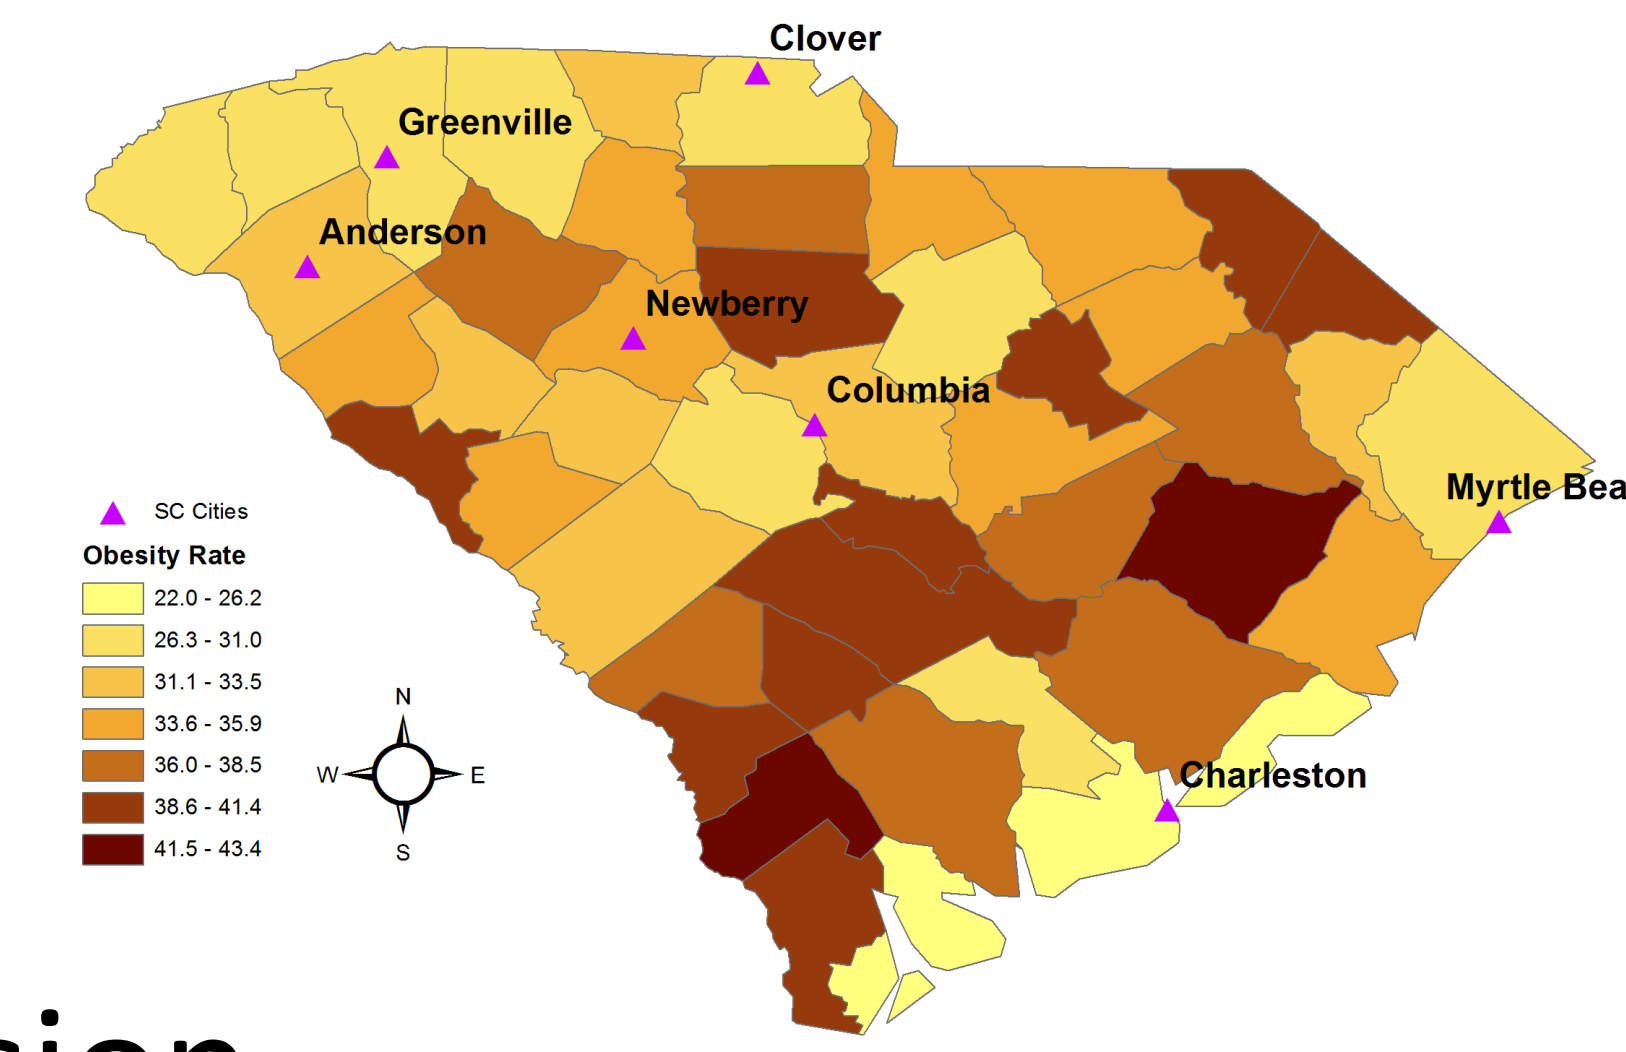 Clover
Greenville
Anderson
Newberry
Columbia
Myrtle Bea
Charleston
SC Cities
Obesity Rate
22.0 - 26.2
26.3 - 31.0
31.1 - 33.5
33.6 - 35.9
36.0 - 38.5
38.6 - 41.4
41.5 - 43.4
N
W E
S